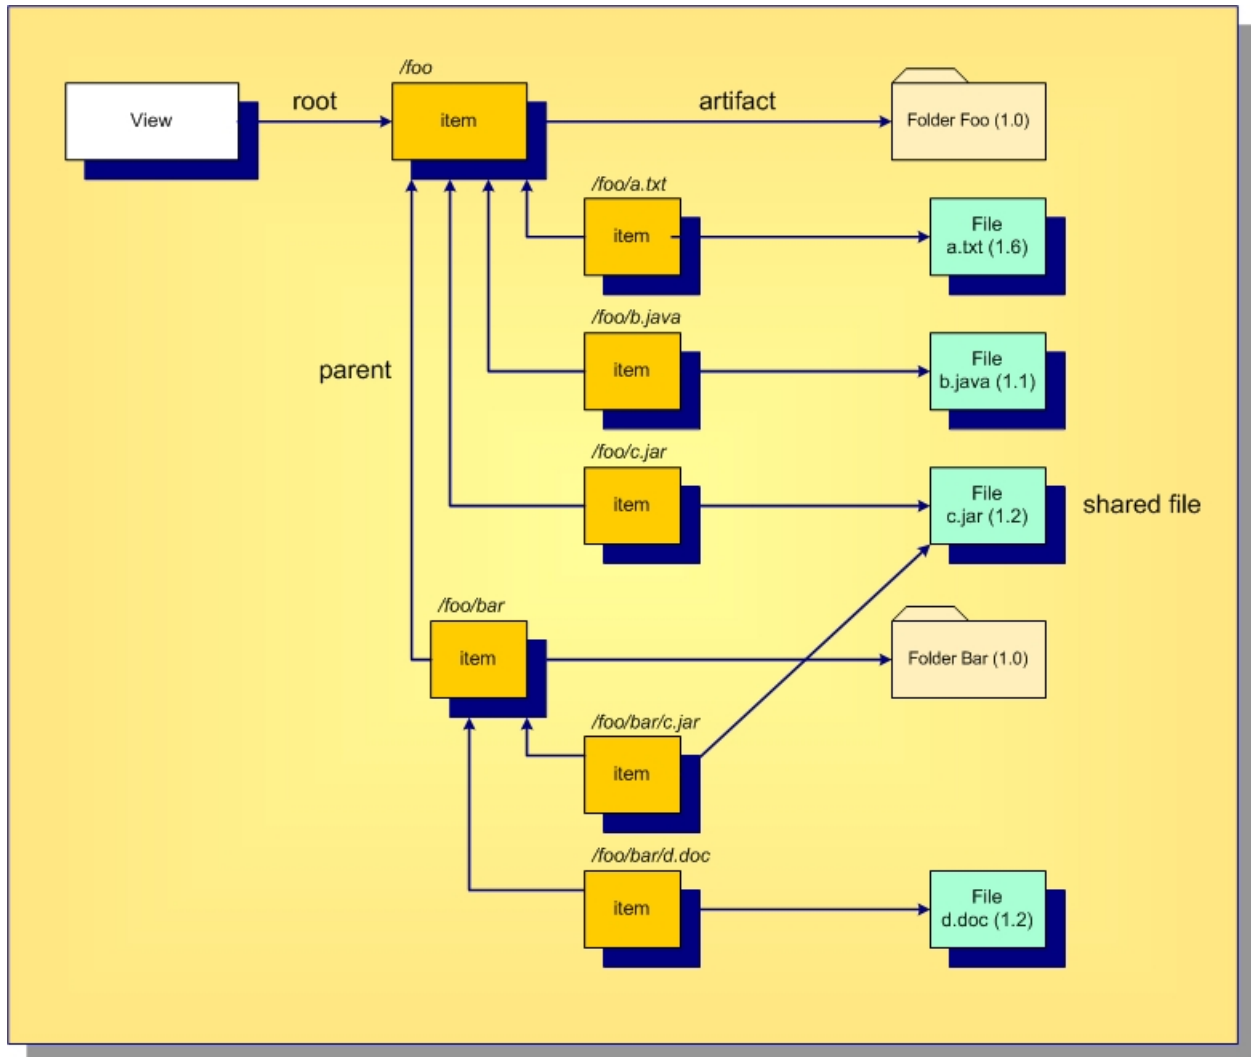 /foo
View
root
item
artifact
Folder Foo (1.0)
/foo/a.txt
item
File
a.txt (1.6)
/foo/b.java
parent
item
File
b.java (1.1)
/foo/c.jar
item
File
c.jar (1.2)
shared file
/foo/bar
item
Folder Bar (1.0)
/foo/bar/c.jar
item
/foo/bar/d.doc
item
File
d.doc (1.2)